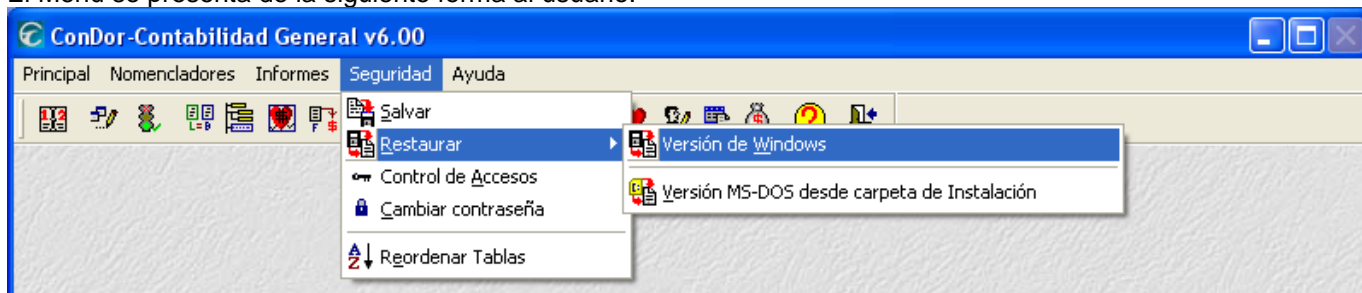 ConDor-Contabilidad General v6.00
Principal Nomencladores Informes Seguridad Ayuda
Salvar
Restaurar
Versión de Windows
Control de Accesos
Versión MS-DOS desde carpeta de Instalación
Cambiar contraseña
Reordenar Tablas